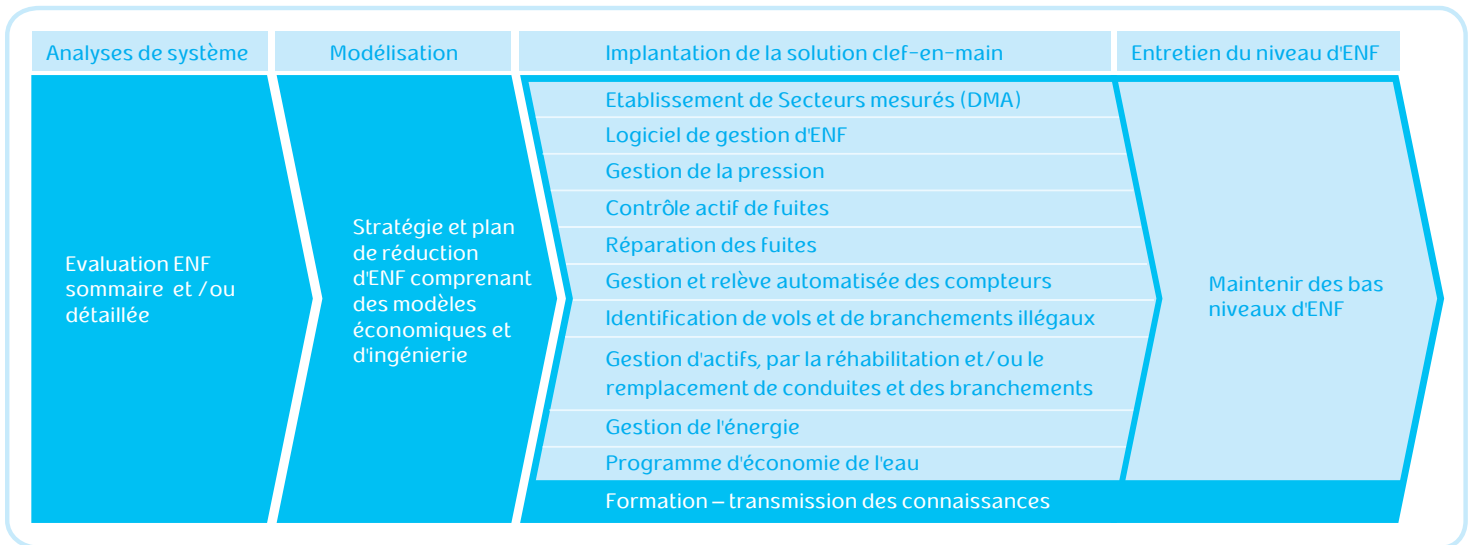 Analyses de système
Modélisation
Implantation de la solution clef-en-main
Entretien du niveau d'ENF
Evaluation ENF
sommaire et /ou
détaillée
Stratégie et plan
de réduction
d'ENF comprenant
des modèles
économiques et
d'ingénierie
Etablissement de Secteurs mesurés (DMA)
Logiciel de gestion d'ENF
Gestion de la pression
Contrôle actif de fuites
Réparation des fuites
Gestion et relève automatisée des compteurs
Identification de vols et de branchements illégaux
Gestion d'actifs, par la réhabilitation et/ou le
remplacement de conduites et des branchements
Gestion de l'énergie
Programme d'économie de l'eau
Formation – transmission des connaissances
Maintenir des bas
niveaux d'ENF